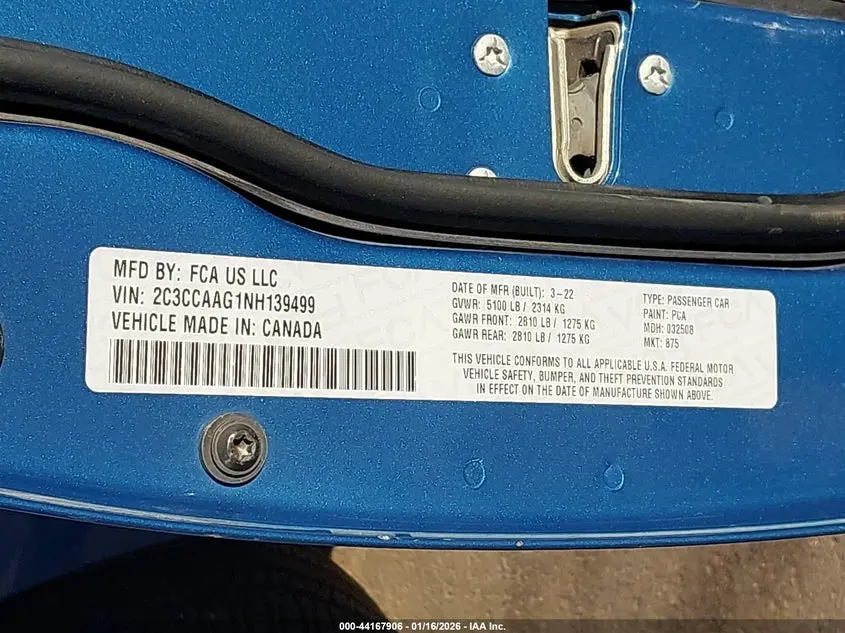 MFD BY: FCA US LLC
VIN: 2C3CCAAG1NH139499
VEHICLE MADE IN: CANADA
DATE OF MFR (BUILT): 3-22
GVWR: 5100 LB / 2314 KG
GAWR FRONT: 2810 LB / 1275 KG
GAWR REAR: 2810 LB / 1275 KG
TYPE: PASSENGER CAR
PAINT: PCA
MDH: 032508
MKT: 875
THIS VEHICLE CONFORMS TO ALL APPLICABLE U.S.A. FEDERAL MOTOR
VEHICLE SAFETY, BUMPER, AND THEFT PREVENTION STANDARDS
IN EFFECT ON THE DATE OF MANUFACTURE SHOWN ABOVE.
000-44167906 - 01/16/2026 - IAA Inc.